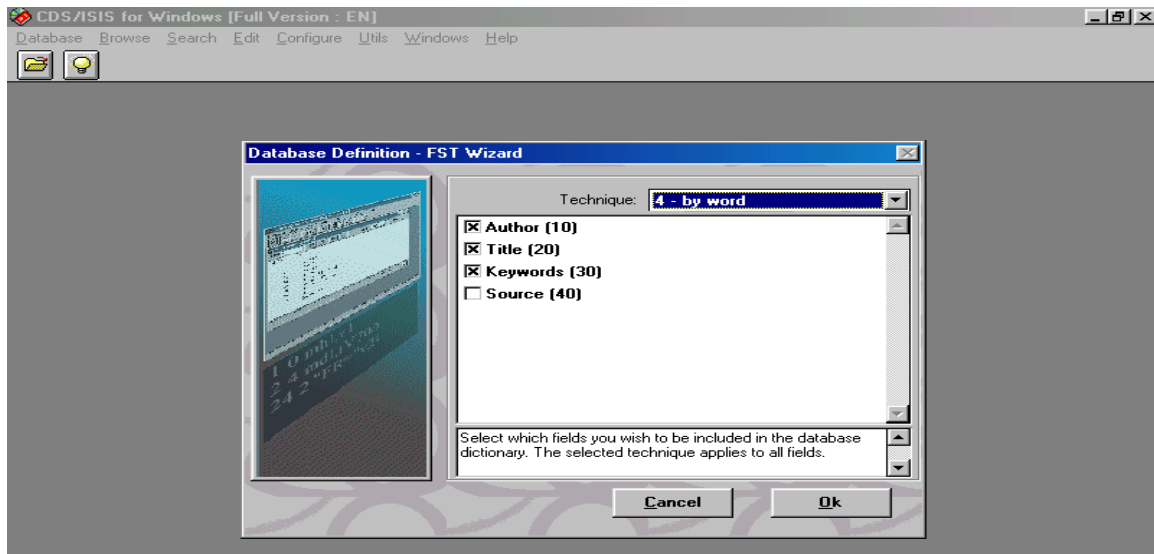 CDS/ISIS for Windows [Full Version : EN]
Database Browse Search Edit Configure Utils Windows Help
Database Definition - FST Wizard
Technique: 4 - by word
Author (10)
Title (20)
Keywords (30)
Source (40)
Select which fields you wish to be included in the database
dictionary. The selected technique applies to all fields.
Cancel Ok